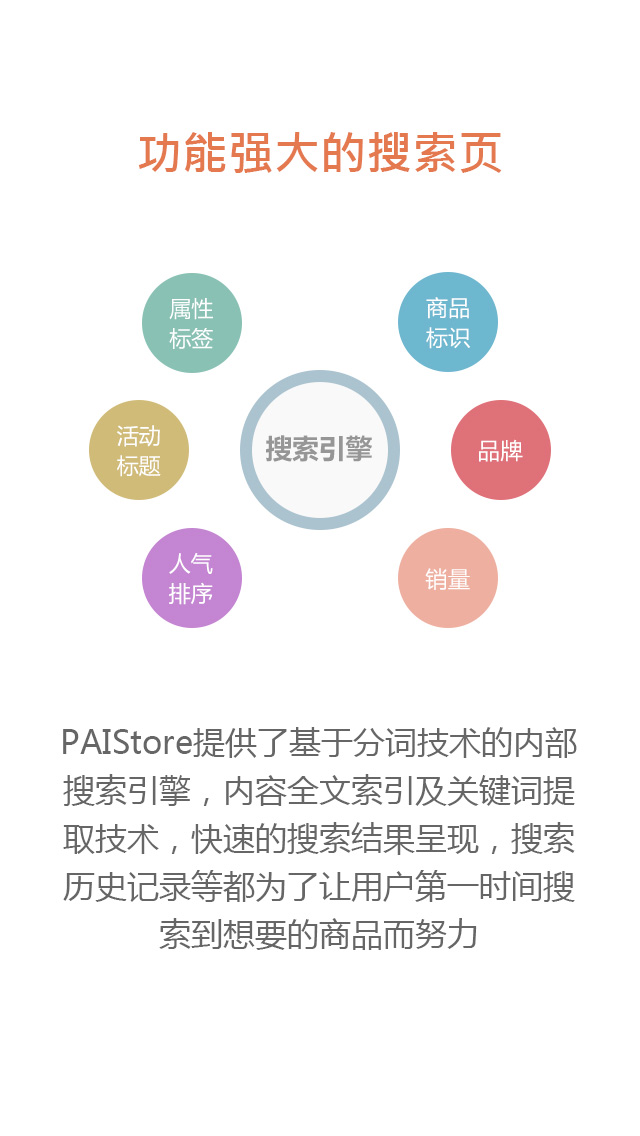 功能强大的搜索页
属性
标签
商品
标识
活动
标题
搜索引擎
品牌
人气
排序
销量
PAIStore提供了基于分词技术的内部
搜索引擎，内容全文索引及关键词提
取技术，快速的搜索结果呈现，搜索
历史记录等都为了让用户第一时间搜
索到想要的商品而努力